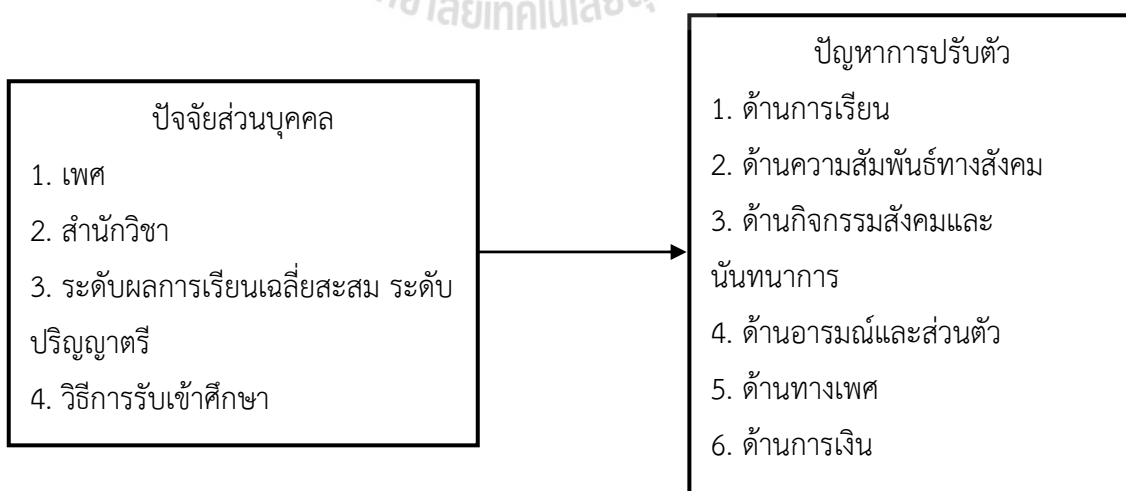 ปัจจัยส่วนบุคคล
1. เพศ
2. สำนักวิชา
3. ระดับผลการเรียนเฉลี่ยสะสม ระดับ
ปริญญาตรี
4. วิธีการรับเข้าศึกษา
ปัญหาการปรับตัว
1. ด้านการเรียน
2. ด้านความสัมพันธ์ทางสังคม
3. ด้านกิจกรรมสังคมและ
นันทนาการ
4. ด้านอารมณ์และส่วนตัว
5. ด้านทางเพศ
6. ด้านการเงิน